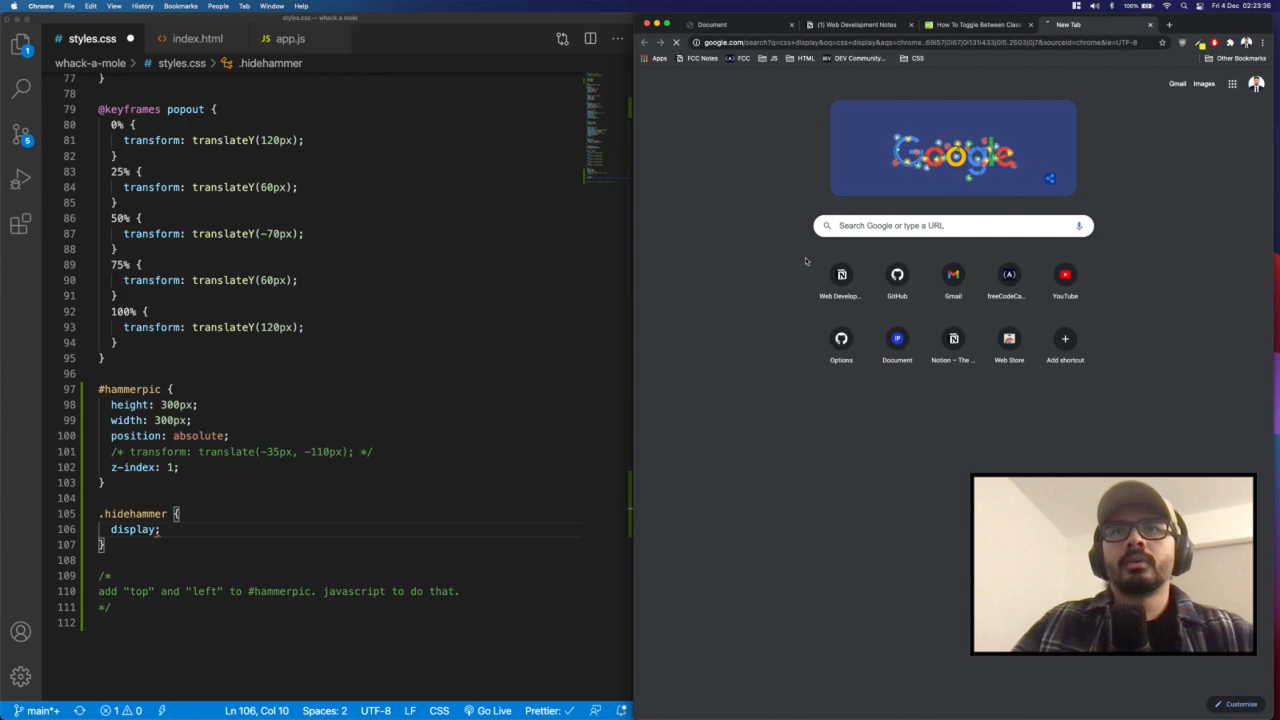 Chrome File Edit View History Bookmarks People Tab Window Help
100% Fri 4 Dec 02:23:36
styles.css — whack a mole
styles.css
index.html
app.js
whack-a-mole > styles.css > .hidehammer
77 }
78
79 @keyframes popout {
80 0% {
81 transform: translateY(120px);
82 }
83 25% {
84 transform: translateY(60px);
85 }
86 50% {
87 transform: translateY(-70px);
88 }
89 75% {
90 transform: translateY(60px);
91 }
92 100% {
93 transform: translateY(120px);
94 }
95 }
96
97 #hammerpic {
98 height: 300px;
99 width: 300px;
100 position: absolute;
101 /* transform: translate(-35px, -110px); */
102 z-index: 1;
103 }
104
105 .hidehammer {
106 display;
107 }
108
109 /*
110 add "top" and "left" to #hammerpic. javascript to do that.
111 */
112
1
5
main*+ 1 0 Ln 106, Col 10 Spaces: 2 UTF-8 LF CSS Go Live Prettier: ✓
Document
(1) Web Development Notes
How To Toggle Between Clas
New Tab
Apps FCC Notes FCC JS HTML DEV Community... CSS Other Bookmarks
Gmail Images
Google
Search Google or type a URL
Web Develop...
GitHub
Gmail
freeCodeCa...
YouTube
Options
Document
Notion – The ...
Web Store
Add shortcut
Customise